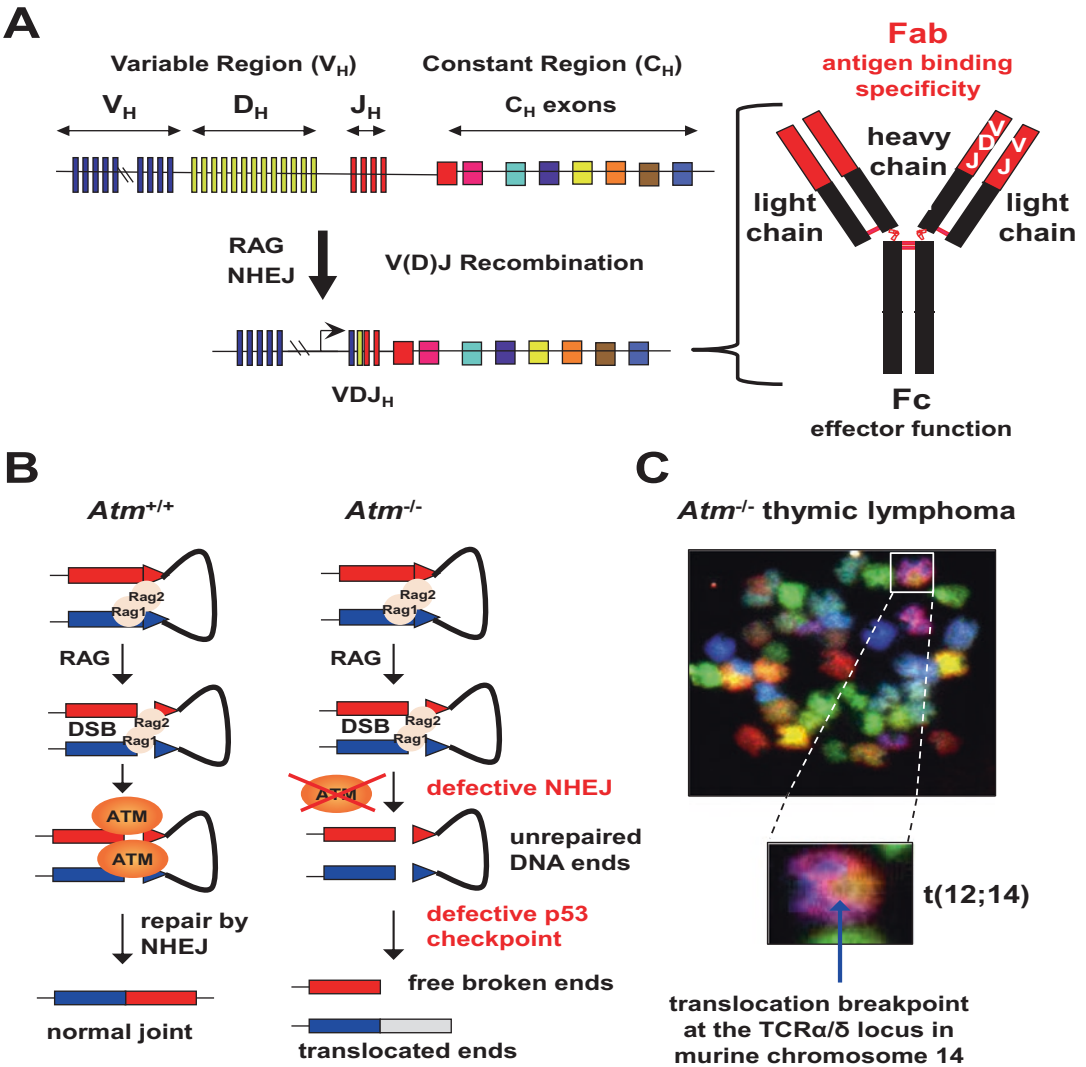 A
Variable Region (VH)
Constant Region (CH)
VH
DH
JH
CH exons
RAG
NHEJ
V(D)J Recombination
VDJH
Fab
antigen binding
specificity
heavy
chain
V
D
J
V
J
light
chain
light
chain
Fc
effector function
B
Atm+/+
Rag2
Rag1
RAG
DSB
Rag2
Rag1
ATM
ATM
repair by
NHEJ
normal joint
Atm-/-
Rag2
Rag1
RAG
DSB
Rag2
Rag1
ATM
defective NHEJ
unrepaired
DNA ends
defective p53
checkpoint
free broken ends
translocated ends
C
Atm-/- thymic lymphoma
t(12;14)
translocation breakpoint
at the TCRα/δ locus in
murine chromosome 14